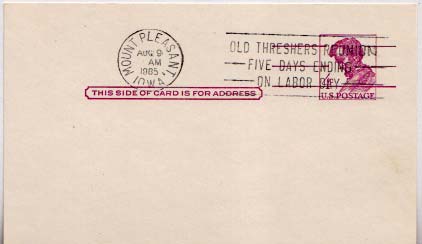 MOUNT PLEASANT
AUG 9
AM
1965
IOWA
OLD THRESHERS REUNION
FIVE DAYS ENDING
ON LABOR DAY
U.S. POSTAGE
THIS SIDE OF CARD IS FOR ADDRESS